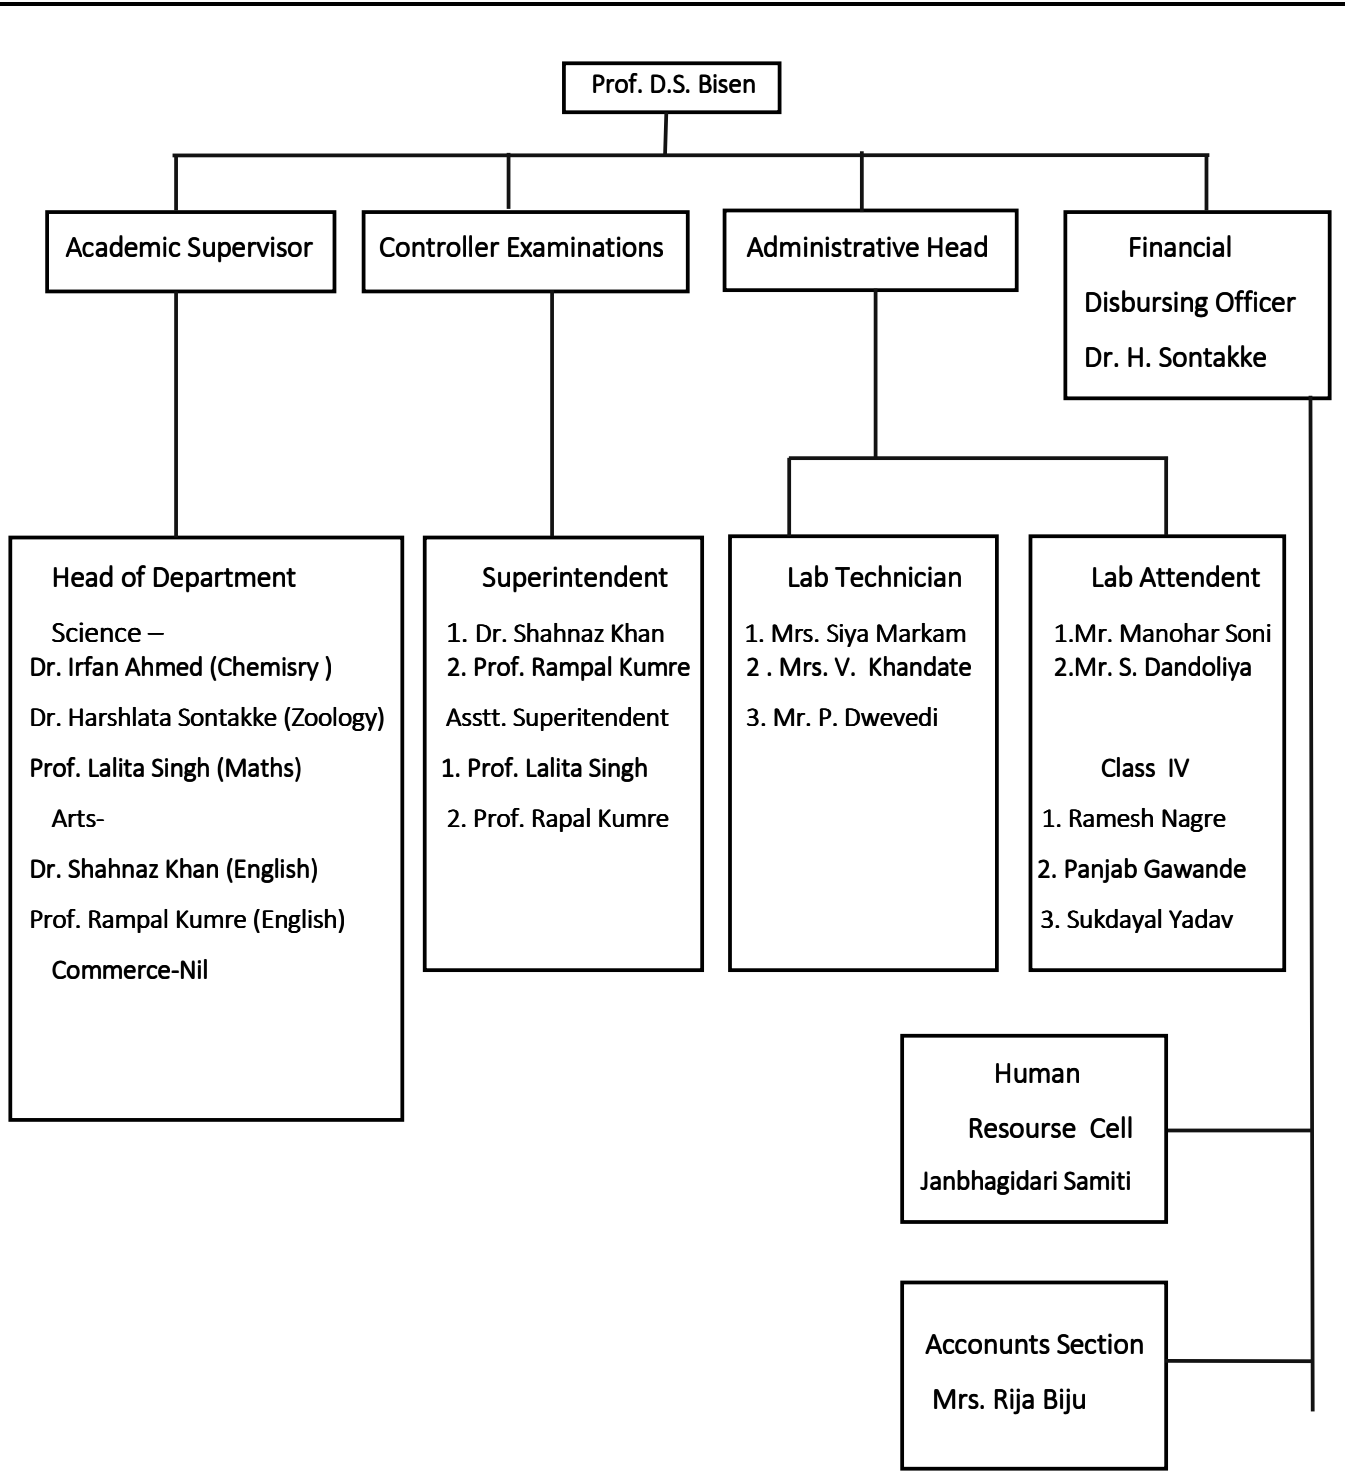 Prof. D.S. Bisen
Academic Supervisor
Controller Examinations
Administrative Head
Financial
Disbursing Officer
Dr. H. Sontakke
Head of Department
Science –
Dr. Irfan Ahmed (Chemisry )
Dr. Harshlata Sontakke (Zoology)
Prof. Lalita Singh (Maths)
Arts-
Dr. Shahnaz Khan (English)
Prof. Rampal Kumre (English)
Commerce-Nil
Superintendent
1. Dr. Shahnaz Khan
2. Prof. Rampal Kumre
Asstt. Superitendent
1. Prof. Lalita Singh
2. Prof. Rapal Kumre
Lab Technician
1. Mrs. Siya Markam
2 . Mrs. V. Khandate
3. Mr. P. Dwevedi
Lab Attendent
1.Mr. Manohar Soni
2.Mr. S. Dandoliya
Class IV
1. Ramesh Nagre
2. Panjab Gawande
3. Sukdayal Yadav
Human
Resourse Cell
Janbhagidari Samiti
Acconunts Section
Mrs. Rija Biju